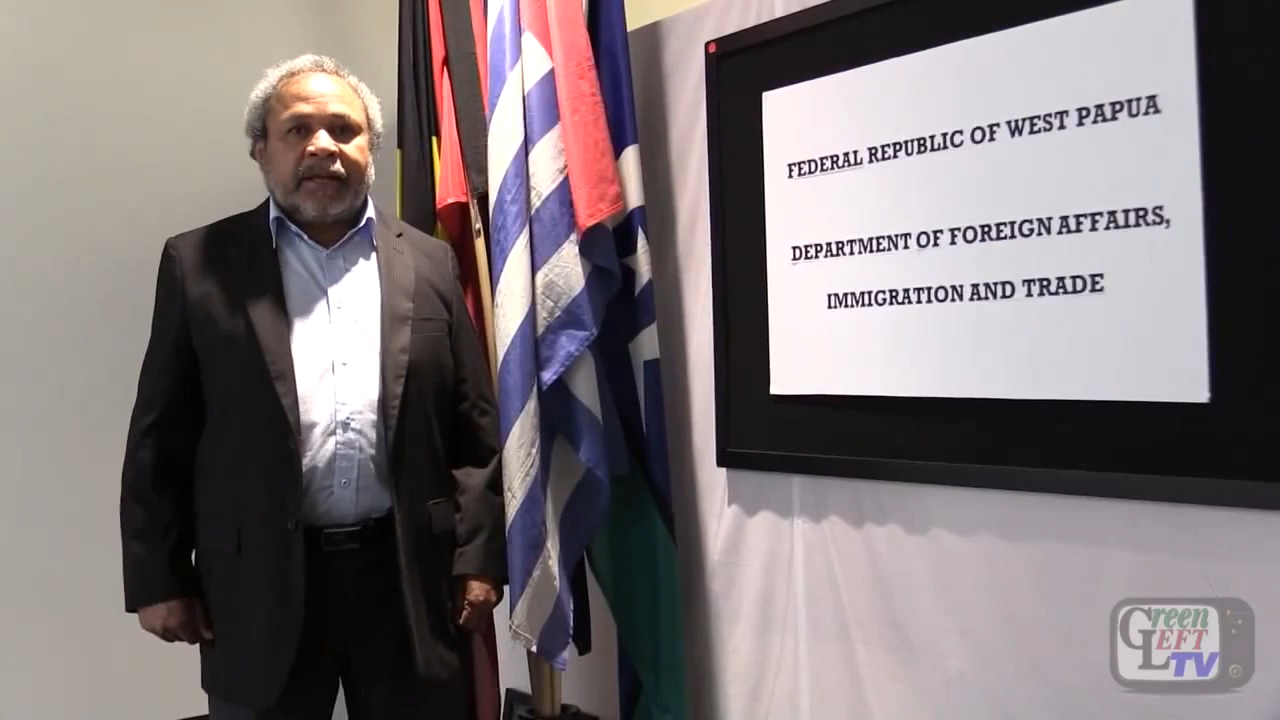 FEDERAL REPUBLIC OF WEST PAPUA
DEPARTMENT OF FOREIGN AFFAIRS,
IMMIGRATION AND TRADE
Green
LEFT
TV